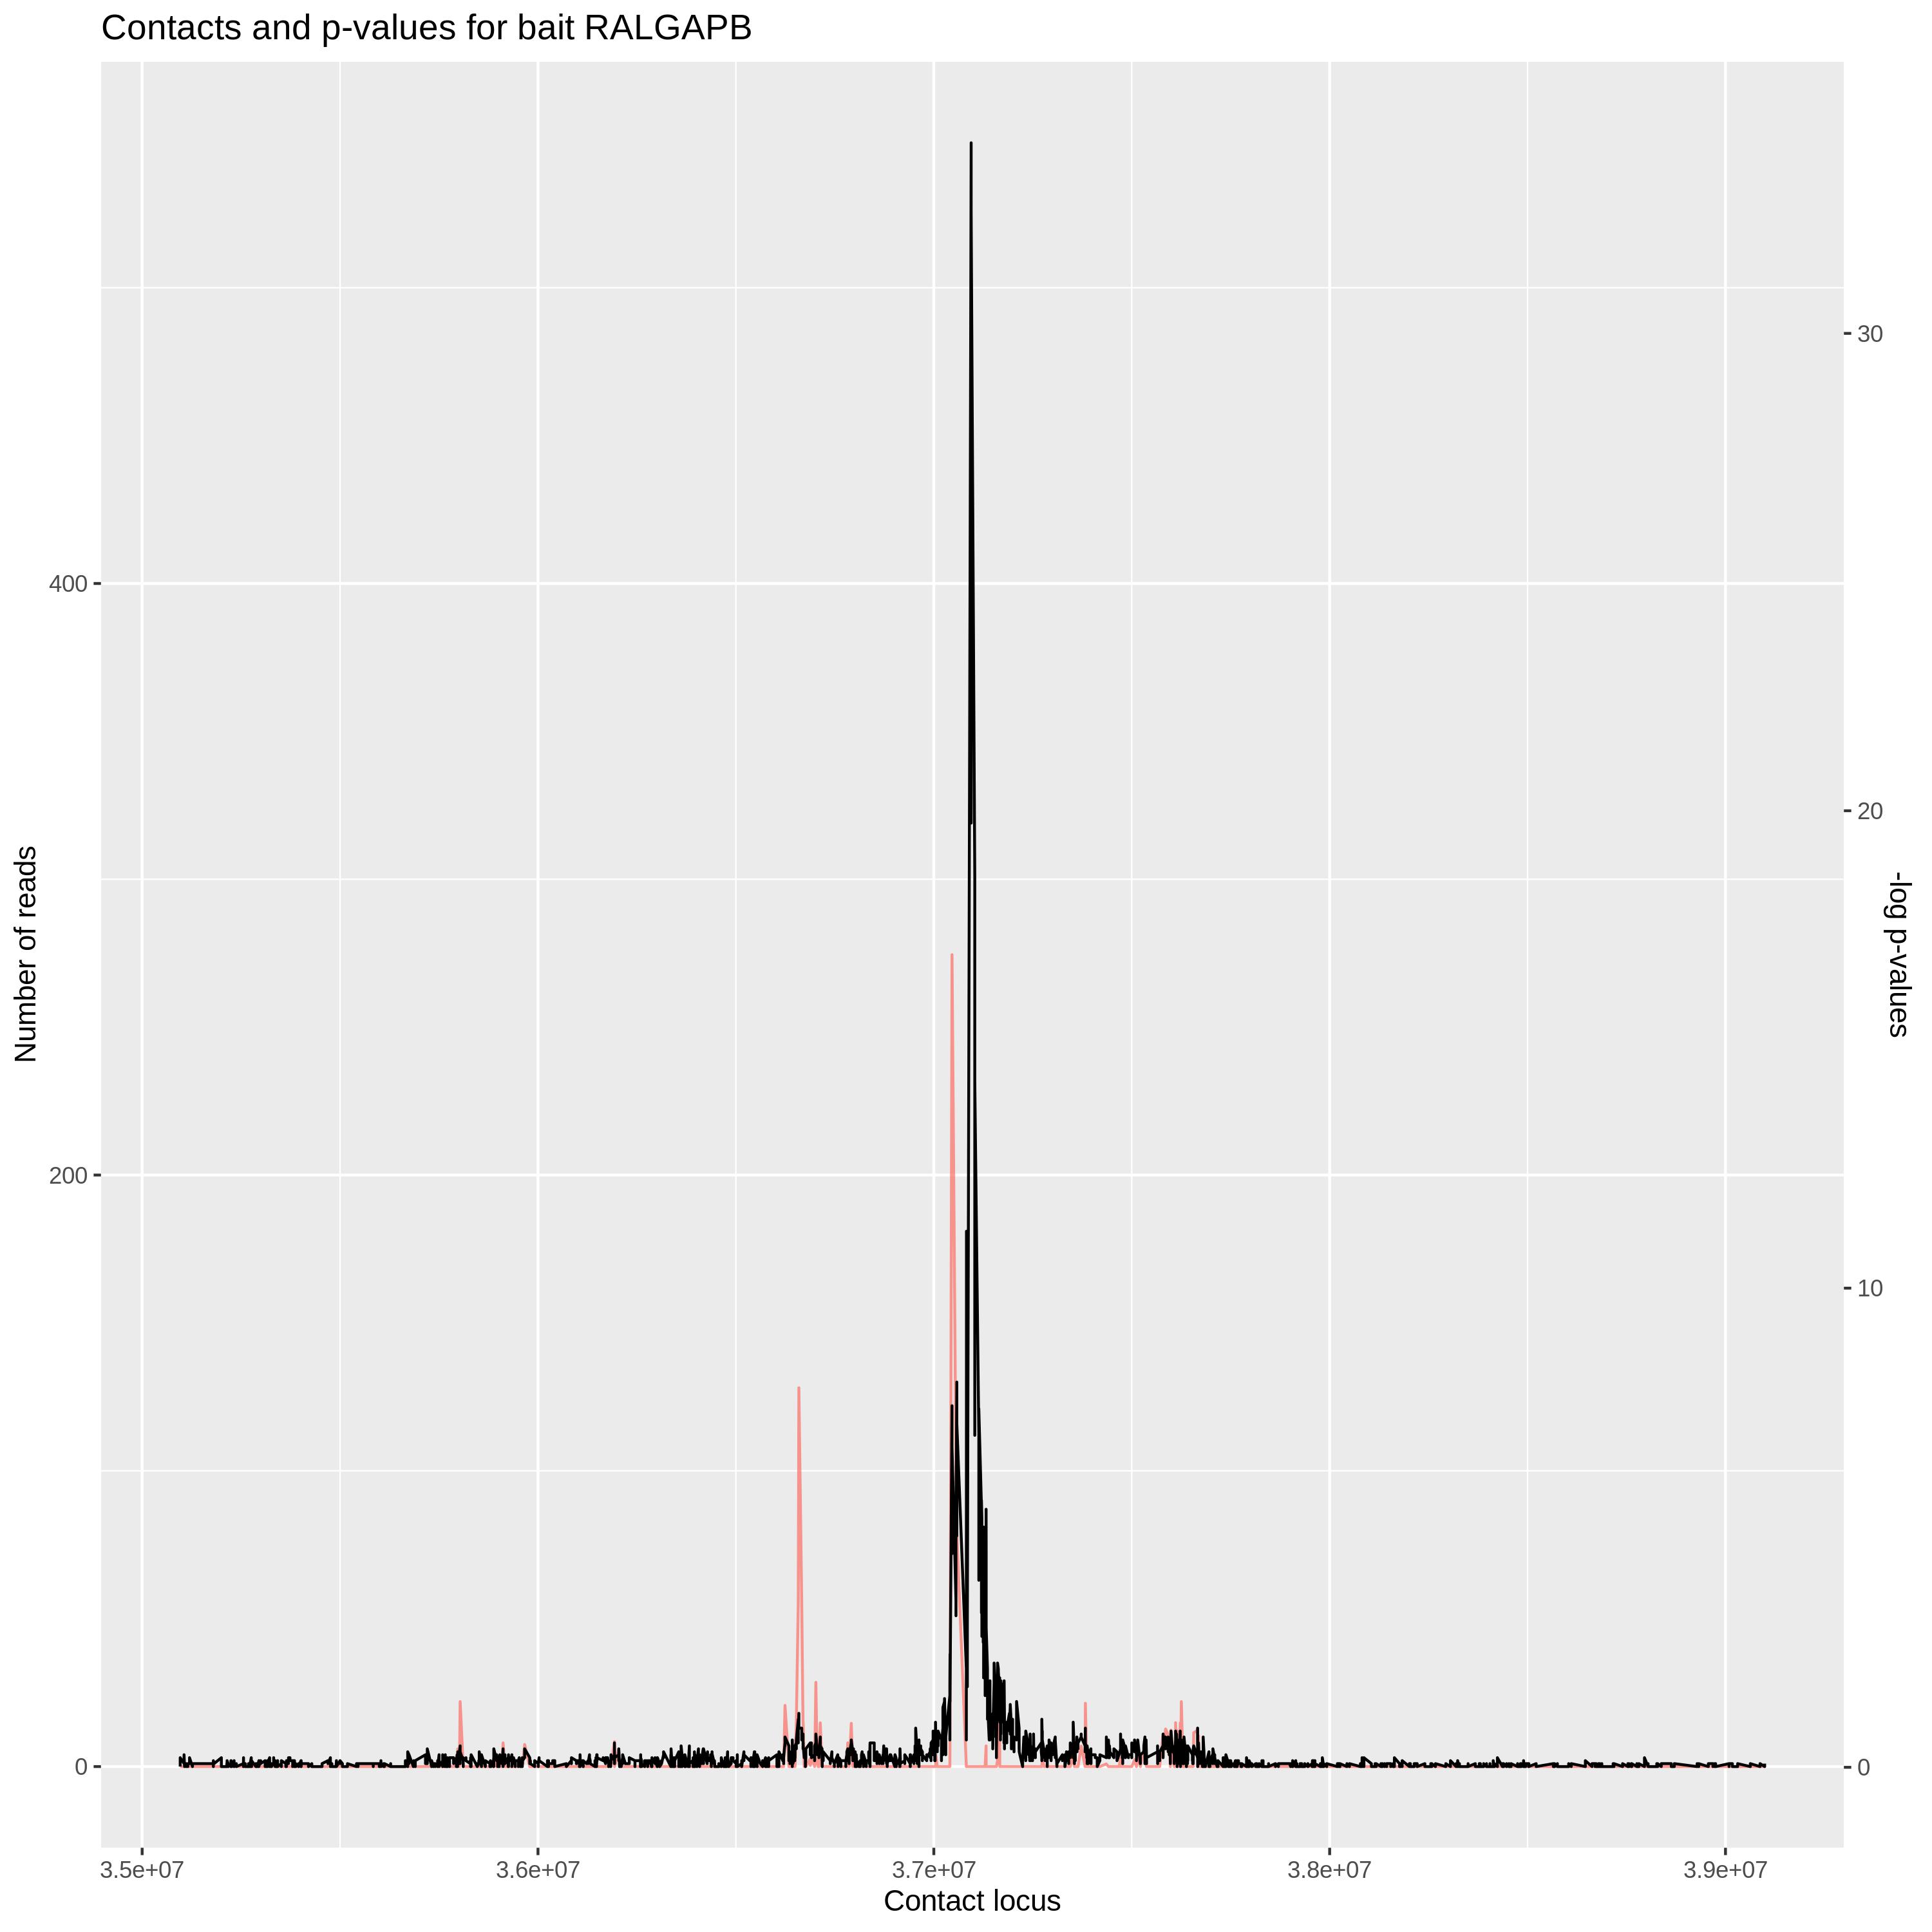 Contacts and p-values for bait RALGAPB
Number of reads
400
200
0
30
20
10
0
-log p-values
3.5e+07
3.6e+07
3.7e+07
3.8e+07
3.9e+07
Contact locus